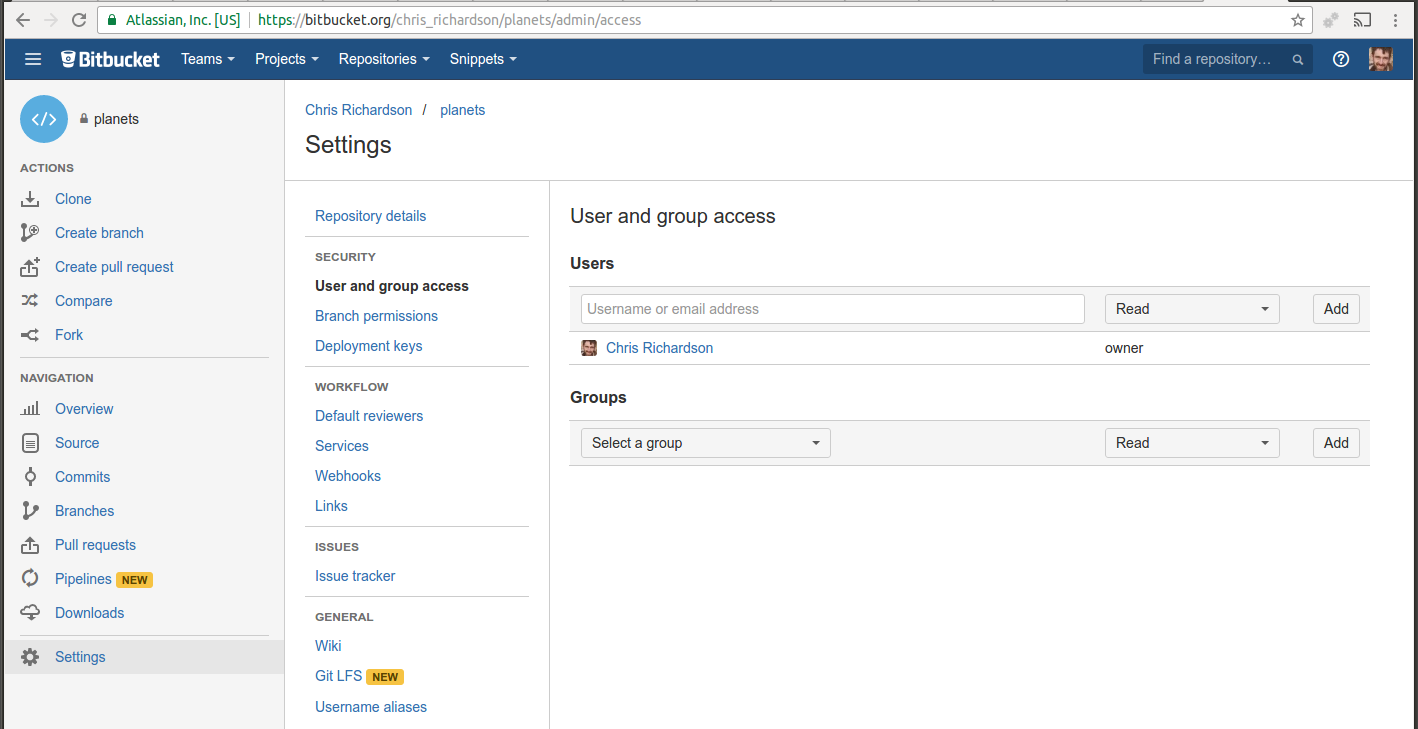 Atlassian, Inc. [US] https://bitbucket.org/chris_richardson/planets/admin/access
Bitbucket Teams Projects Repositories Snippets Find a repository…
planets
ACTIONS
Clone
Create branch
Create pull request
Compare
Fork
NAVIGATION
Overview
Source
Commits
Branches
Pull requests
Pipelines NEW
Downloads
Settings
Chris Richardson / planets
Settings
Repository details
SECURITY
User and group access
Branch permissions
Deployment keys
WORKFLOW
Default reviewers
Services
Webhooks
Links
ISSUES
Issue tracker
GENERAL
Wiki
Git LFS NEW
Username aliases
User and group access
Users
Username or email address Read Add
Chris Richardson owner
Groups
Select a group Read Add